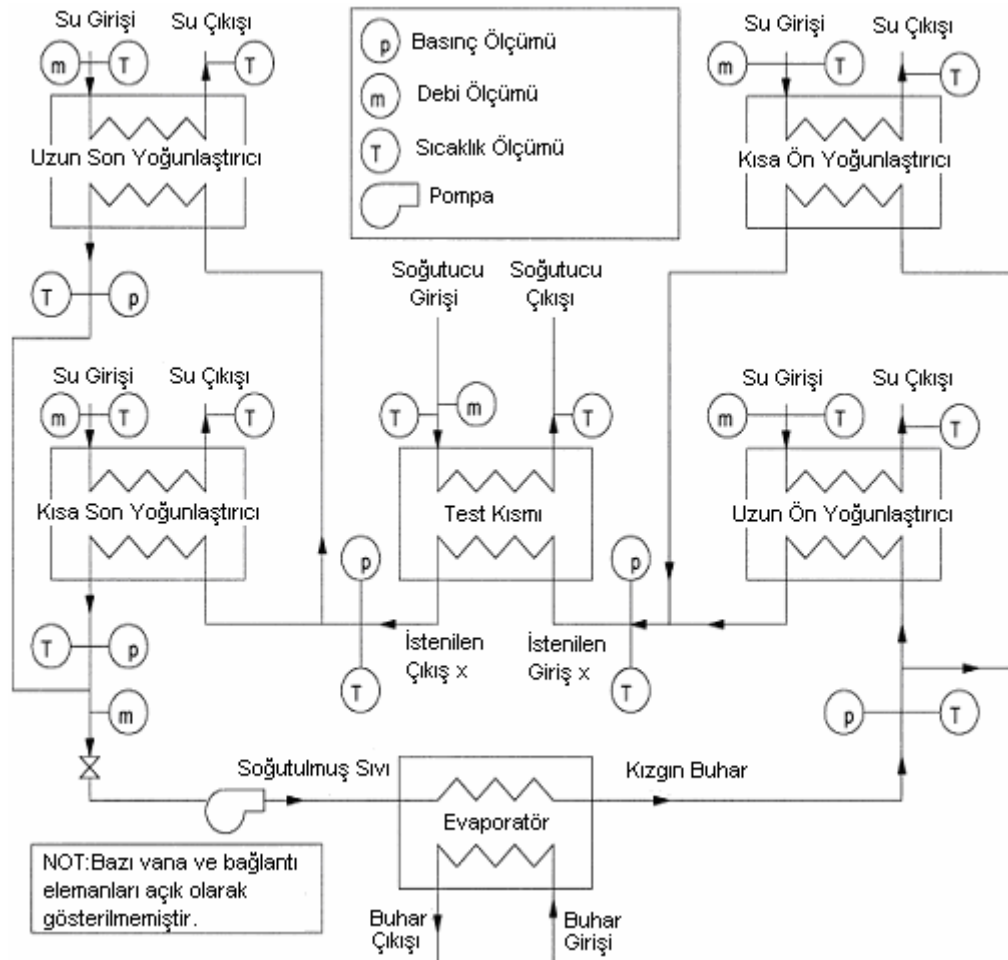 Su Girişi
Su Çıkışı
m
T
T
Uzun Son Yoğunlaştırıcı
T
p
p
Basınç Ölçümü
m
Debi Ölçümü
T
Sıcaklık Ölçümü
Pompa
Su Girişi
Su Çıkışı
m
T
T
Kısa Ön Yoğunlaştırıcı
Su Girişi
Su Çıkışı
m
T
T
Kısa Son Yoğunlaştırıcı
T
p
m
Soğutucu
Girişi
Soğutucu
Çıkışı
T
m
T
Test Kısmı
p
T
İstenilen
Çıkış x
İstenilen
Giriş x
p
T
Su Girişi
Su Çıkışı
m
T
T
Uzun Ön Yoğunlaştırıcı
p
T
Soğutulmuş Sıvı
Kızgın Buhar
Evaporatör
Buhar
Çıkışı
Buhar
Girişi
NOT:Bazı vana ve bağlantı
elemanları açık olarak
gösterilmemiştir.